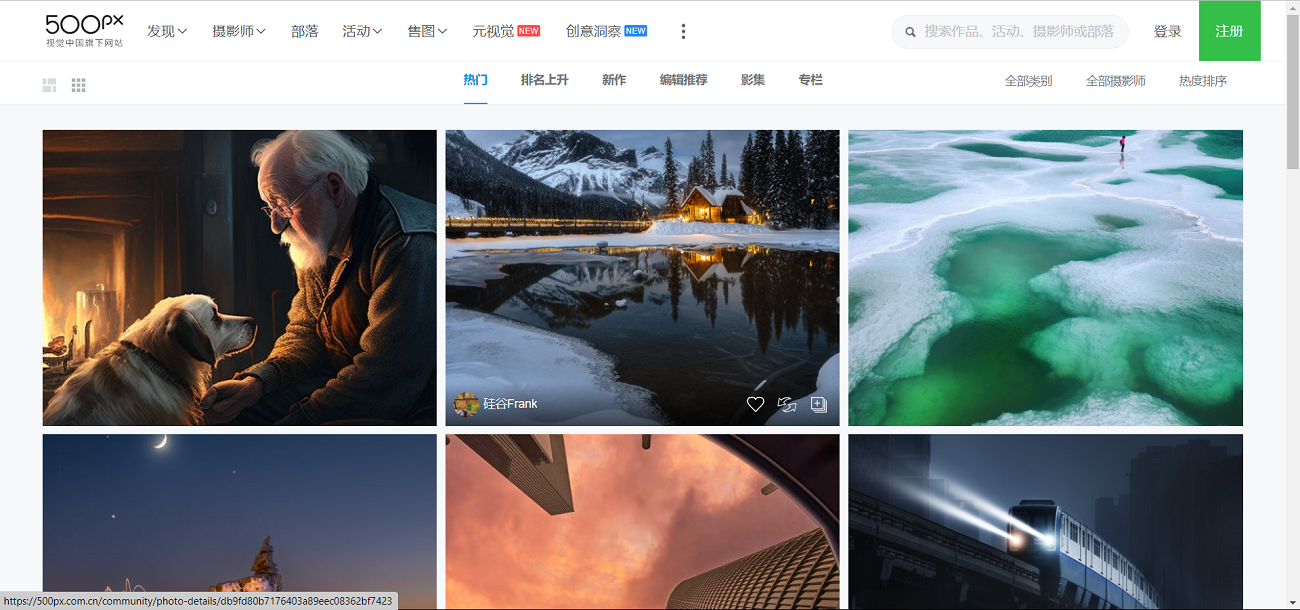 500px
视觉中国旗下网站
发现 摄影师 部落 活动 售图 元视觉 NEW 创意洞察 NEW
搜索作品、活动、摄影师或部落
登录 注册
热门 排名上升 新作 编辑推荐 影集 专栏
全部类别 全部摄影师 热度排序
硅谷Frank
https://500px.com.cn/community/photo-details/db9fd80b7176403a89eec08362bf7423